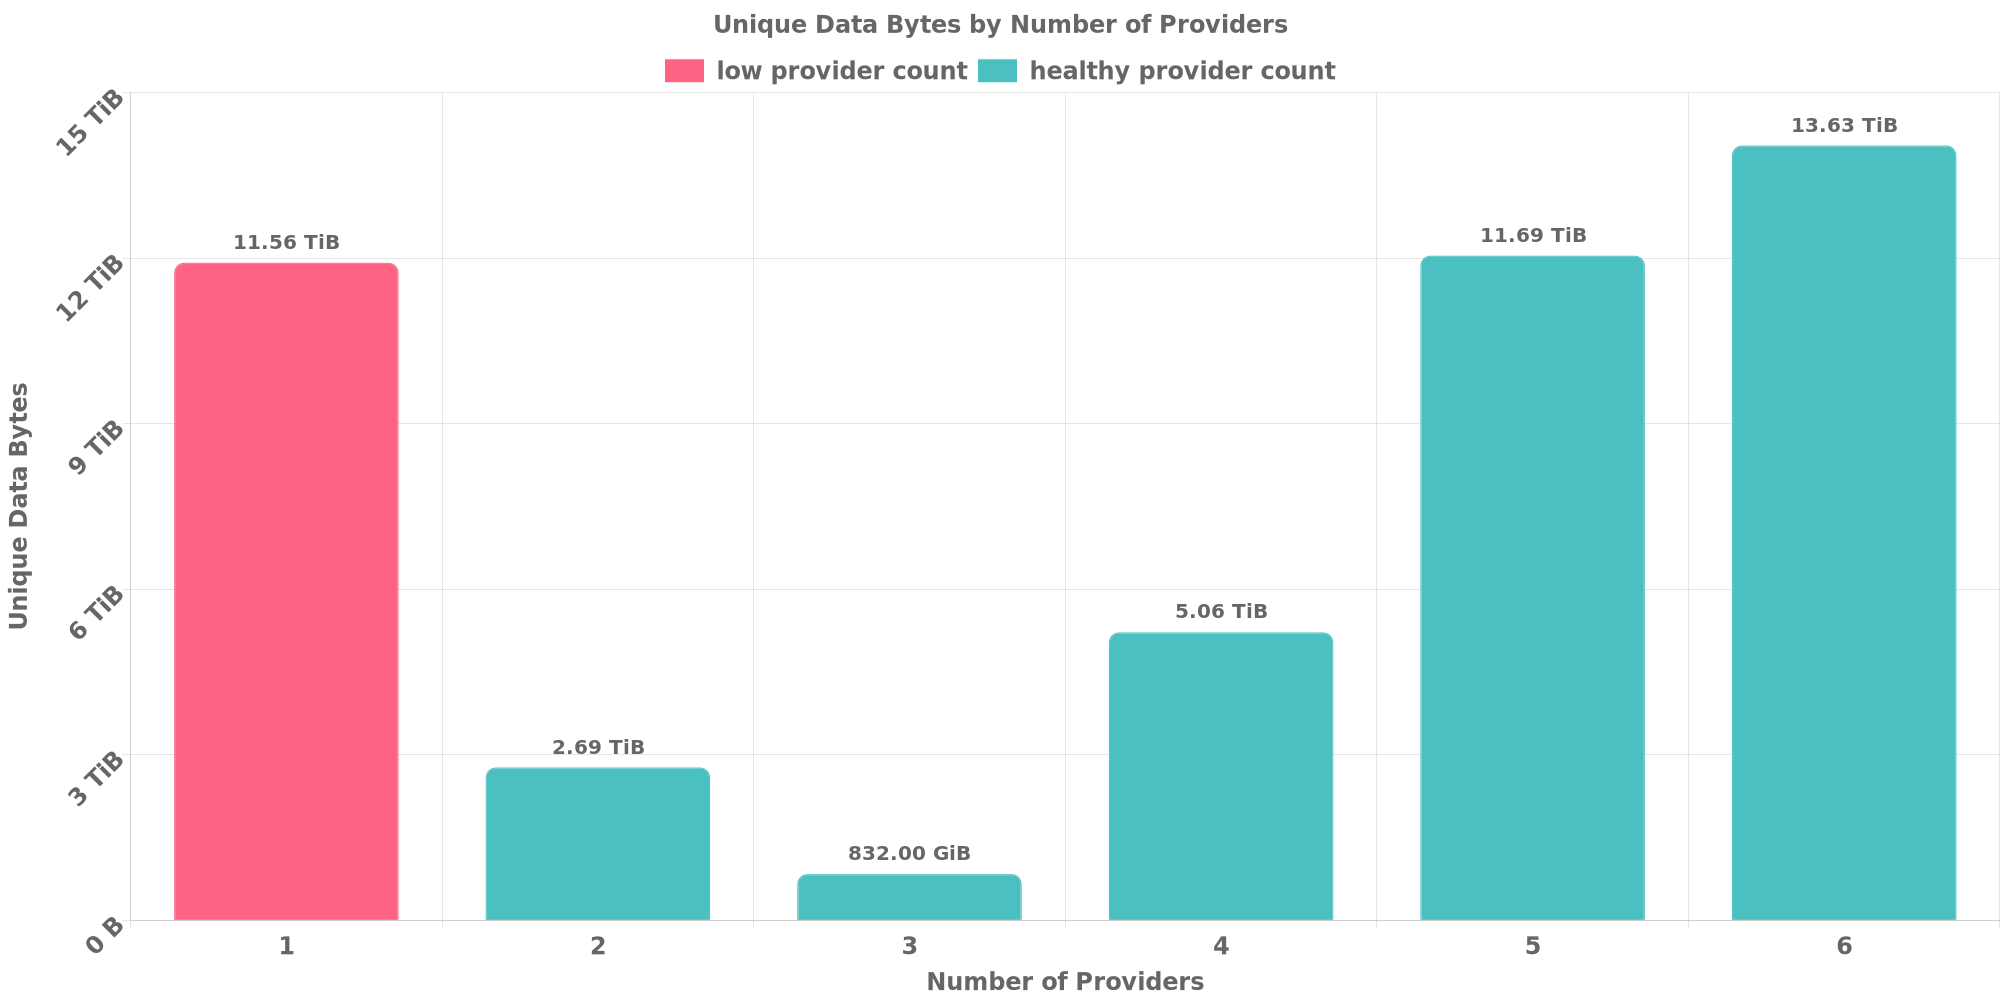 Unique Data Bytes by Number of Providers
low provider count
healthy provider count
15 TiB
12 TiB
9 TiB
6 TiB
3 TiB
0 B
Unique Data Bytes
11.56 TiB
2.69 TiB
832.00 GiB
5.06 TiB
11.69 TiB
13.63 TiB
1
2
3
4
5
6
Number of Providers